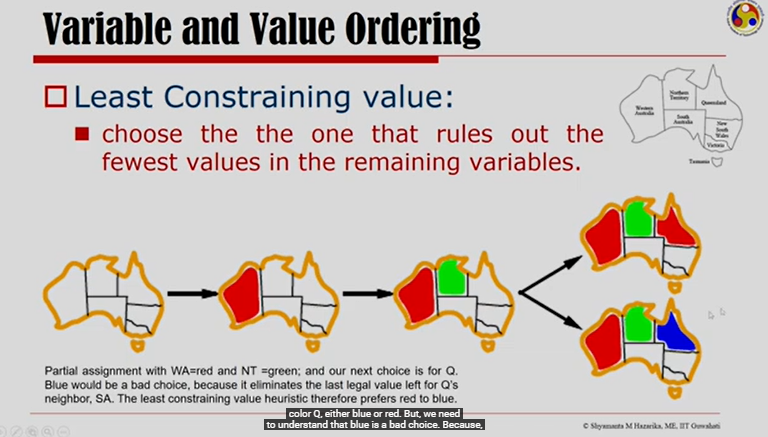 Variable and Value Ordering
Least Constraining value:
choose the the one that rules out the
fewest values in the remaining variables.
Northern
Territory
Western
Australia
Queensland
South
Australia
New
South
Wales
Victoria
Tasmania
Partial assignment with WA=red and NT =green; and our next choice is for Q.
Blue would be a bad choice, because it eliminates the last legal value left for Q's
neighbor, SA. The least constraining value heuristic therefore prefers red to blue.
color Q, either blue or red. But, we need
to understand that blue is a bad choice. Because,
© Shyamanta M Hazarika, ME, IIT Guwahati